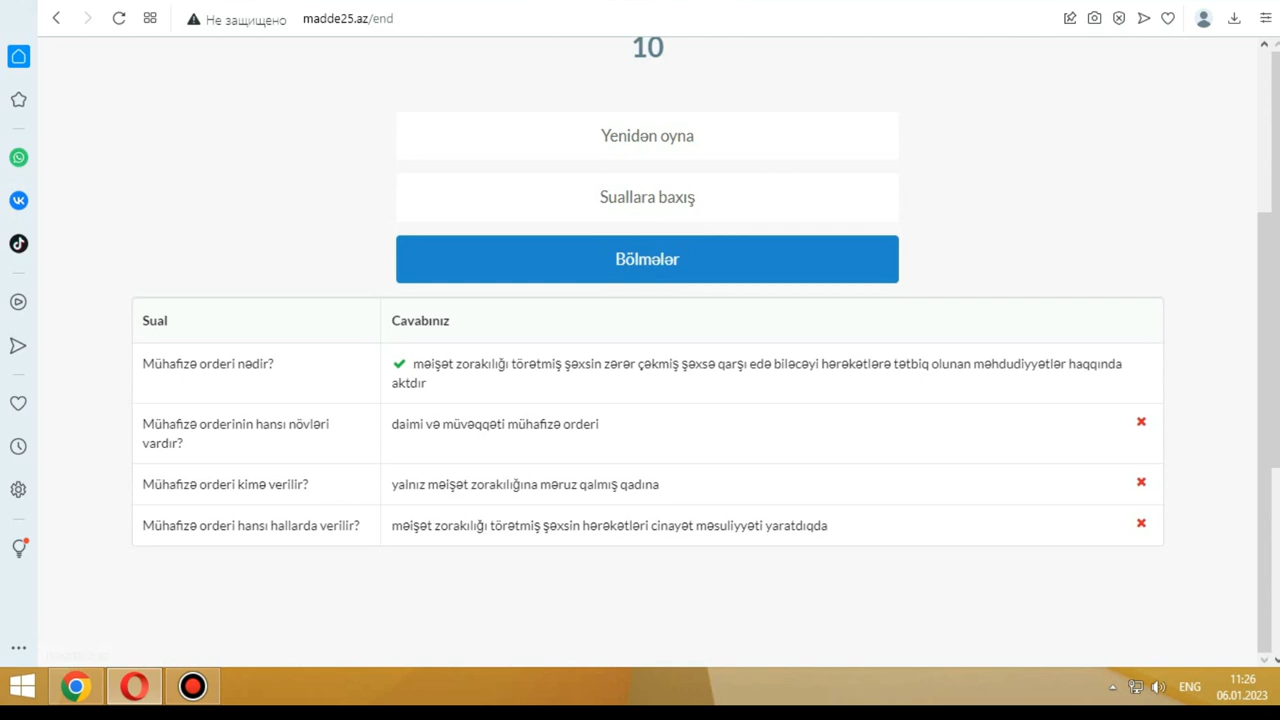 Не защищено madde25.az/end
10
Yenidən oyna
Suallara baxış
Bölmələr
Sual Cavabınız
Mühafizə orderi nədir? məişət zorakılığı törətmiş şəxsin zərər çəkmiş şəxsə qarşı edə biləcəyi hərəkətlərə tətbiq olunan məhdudiyyətlər haqqında
aktdır
Mühafizə orderinin hansı növləri daimi və müvəqqəti mühafizə orderi
vardır?
Mühafizə orderi kimə verilir? yalnız məişət zorakılığına məruz qalmış qadına
Mühafizə orderi hansı hallarda verilir? məişət zorakılığı törətmiş şəxsin hərəkətləri cinayət məsuliyyəti yaratdıqda
ENG
11:26
06.01.2023